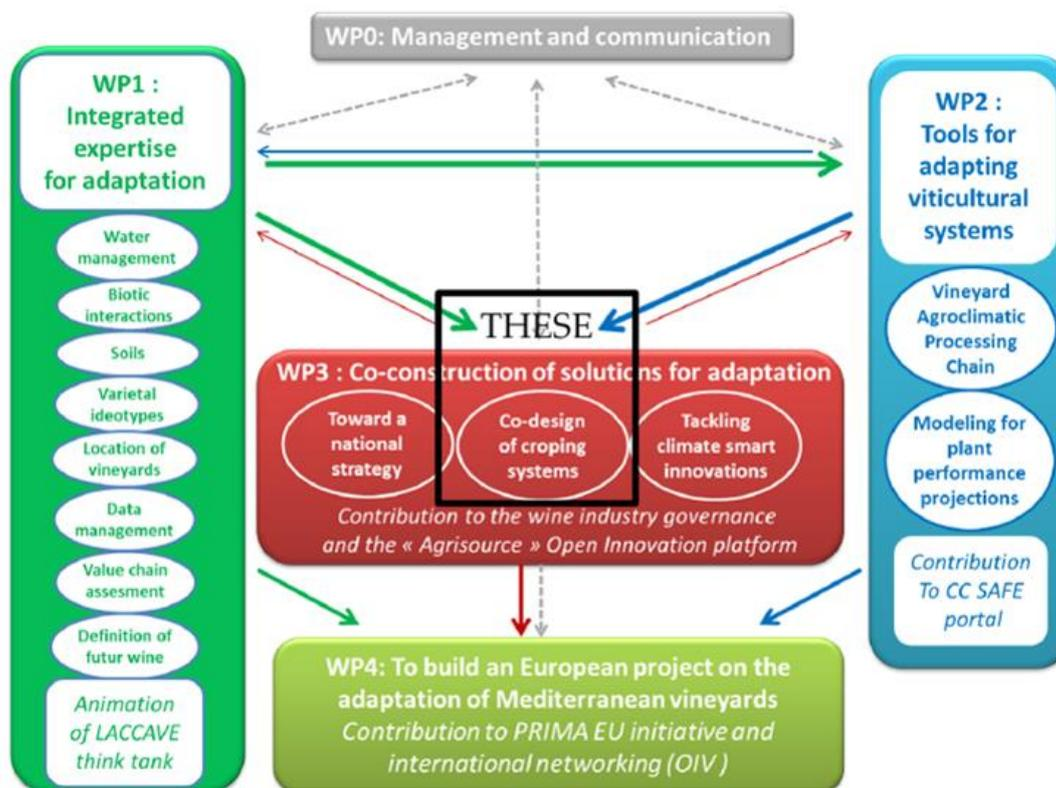 WP0: Management and communication
WP1 :
Integrated
expertise
for adaptation
Water
management
Biotic
interactions
Soils
Varietal
ideotypes
Location of
vineyards
Data
management
Value chain
assesment
Definition of
futur wine
Animation
of LACCAVE
think tank
THESE
WP3 : Co-construction of solutions for adaptation
Toward a
national
strategy
Co-design
of croping
systems
Tackling
climate smart
innovations
Contribution to the wine industry governance
and the « Agrisource » Open Innovation platform
WP2 :
Tools for
adapting
viticultural
systems
Vineyard
Agroclimatic
Processing
Chain
Modeling for
plant
performance
projections
Contribution
To CC SAFE
portal
WP4: To build an European project on the
adaptation of Mediterranean vineyards
Contribution to PRIMA EU initiative and
international networking (OIV )